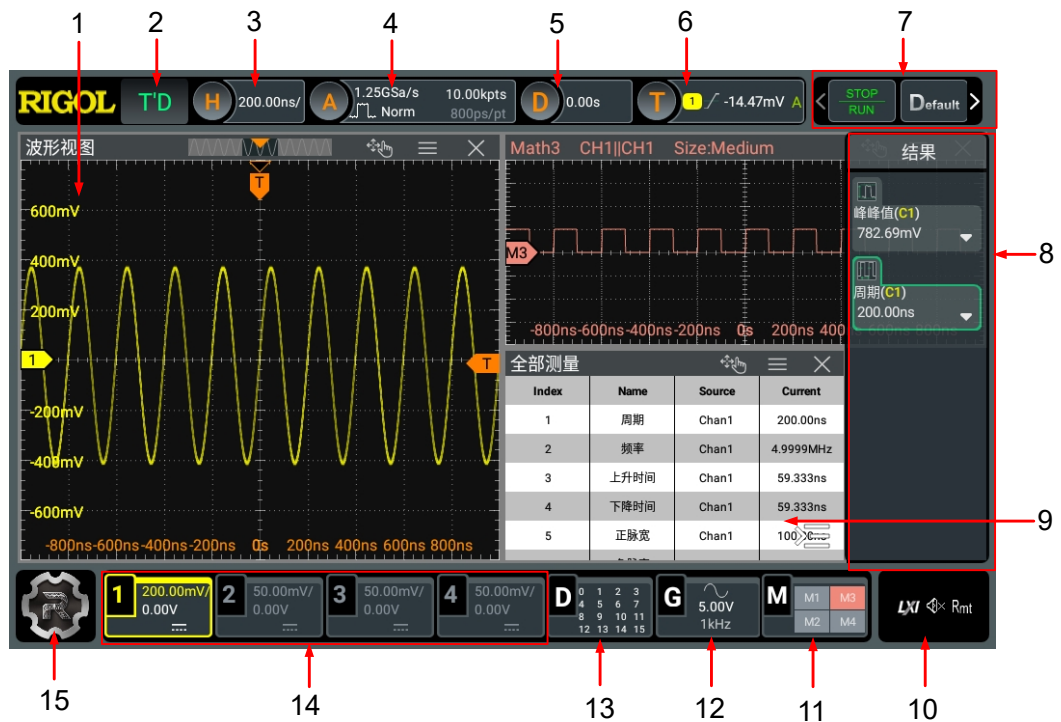 1 2 3 4 5 6 7
RIGOL T'D H 200.00ns/ A 1.25GSa/s 10.00kpts D 0.00s T 1 -14.47mV A < STOP RUN Default >
Norm 800ps/pt
波形视图
T
600mV
400mV
200mV
1
T
-200mV
-400mV
-600mV
-800ns -600ns -400ns -200ns 0s 200ns 400ns 600ns 800ns
Math3 CH1||CH1 Size:Medium
M3
-800ns -600ns -400ns -200ns 0s 200ns 400
全部测量
Index Name Source Current
1 周期 Chan1 200.00ns
2 频率 Chan1 4.9999MHz
3 上升时间 Chan1 59.333ns
4 下降时间 Chan1 59.333ns
5 正脉宽 Chan1
结果
峰峰值(C1)
782.69mV
周期(C1)
200.00ns
8
9
1 200.00mV/
0.00V
2 50.00mV/
0.00V
3 50.00mV/
0.00V
4 50.00mV/
0.00V
D 0 1 2 3
4 5 6 7
8 9 10 11
12 13 14 15
G 5.00V
1kHz
M M1 M3
M2 M4
LXI Rmt
15 14 13 12 11 10